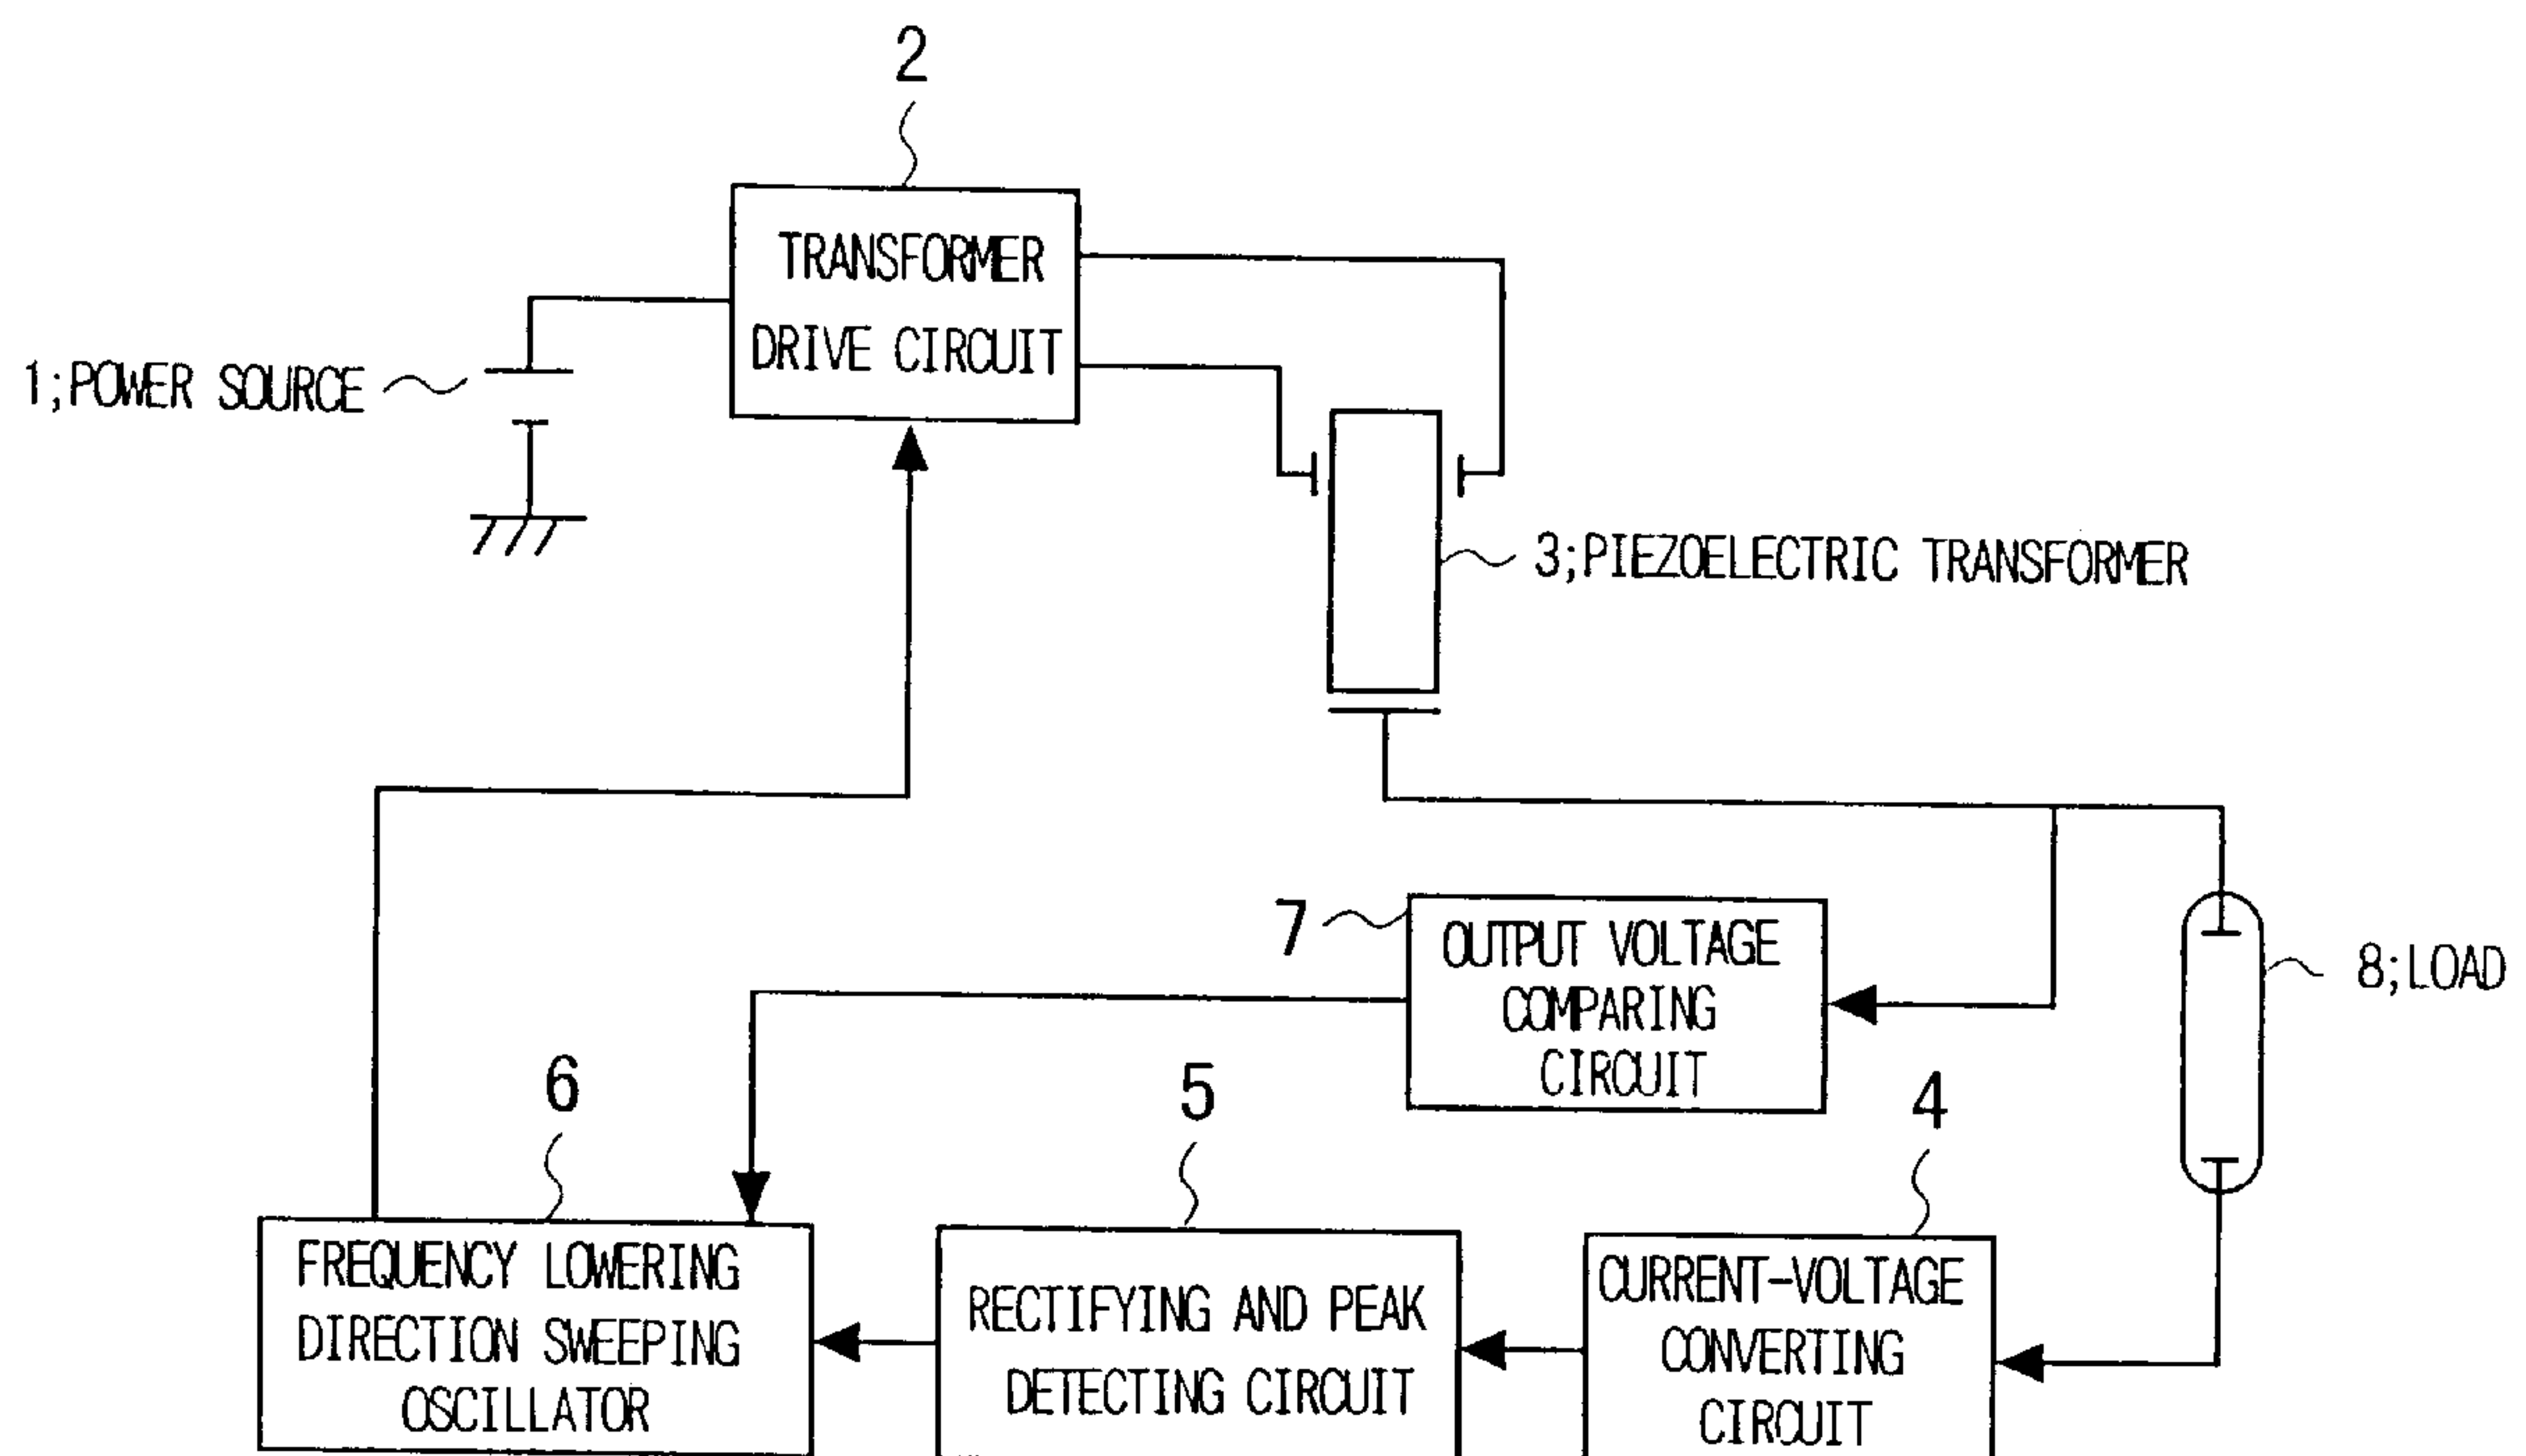 2
TRANSFORMER
DRIVE CIRCUIT
1;POWER SOURCE
3;PIEZOELECTRIC TRANSFORMER
7
OUTPUT VOLTAGE
COMPARING
CIRCUIT
8;LOAD
6
FREQUENCY LOWERING
DIRECTION SWEEPING
OSCILLATOR
5
RECTIFYING AND PEAK
DETECTING CIRCUIT
4
CURRENT-VOLTAGE
CONVERTING
CIRCUIT